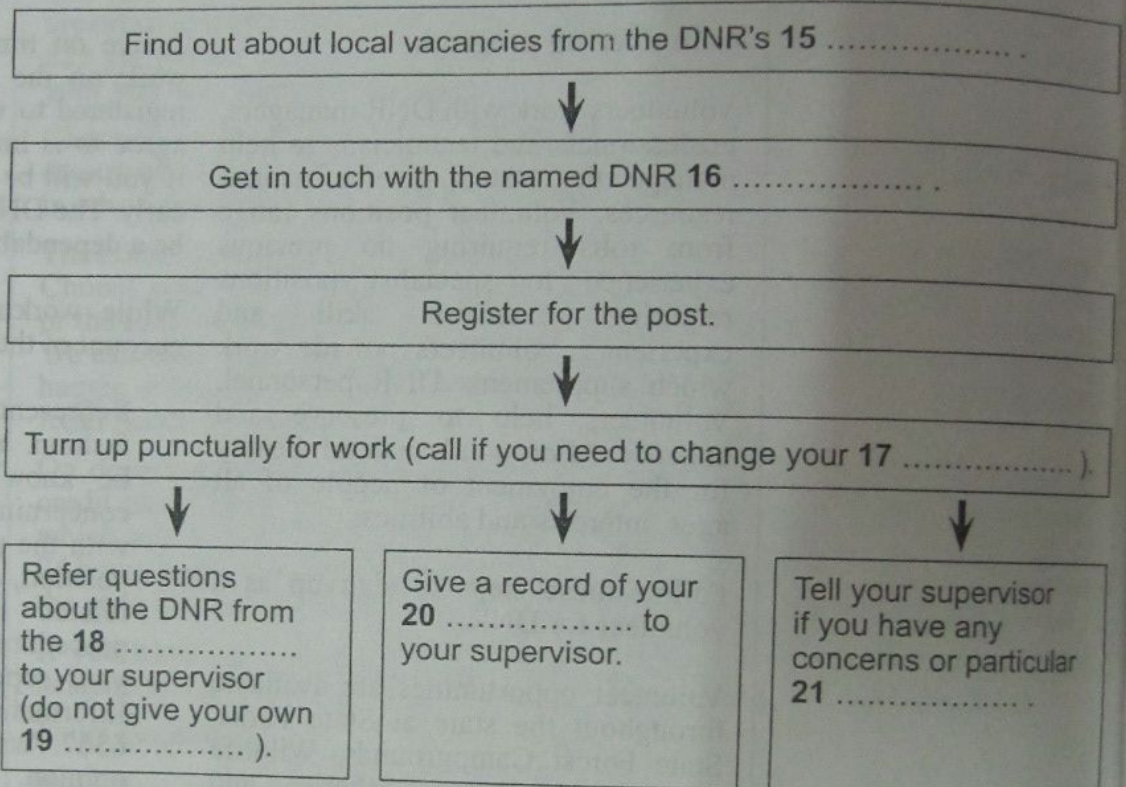 Find out about local vacancies from the DNR's 15 .................. .
Get in touch with the named DNR 16 .................. .
Register for the post.
Turn up punctually for work (call if you need to change your 17 .................. ).
Refer questions
about the DNR from
the 18 ..................
to your supervisor
(do not give your own
19 .................. ).
Give a record of your
20 .................. to
your supervisor.
Tell your supervisor
if you have any
concerns or particular
21 .................. .